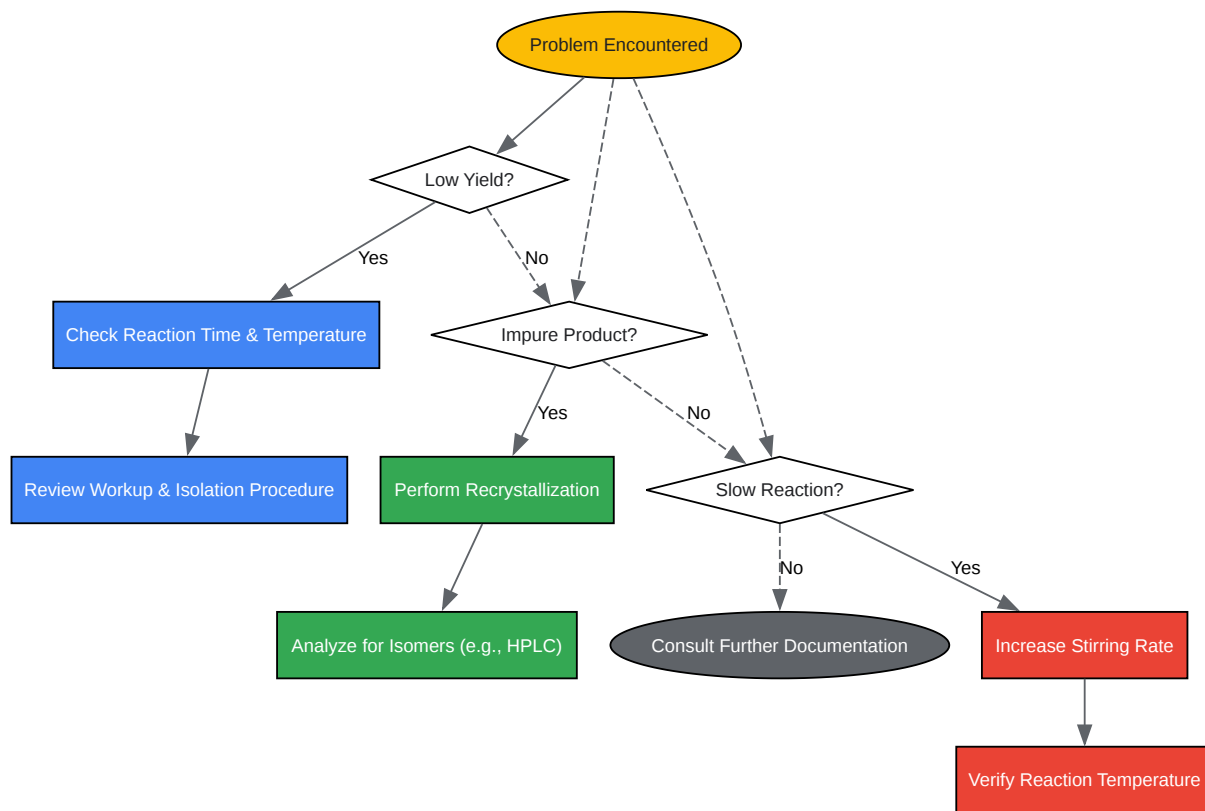 Problem Encountered
Low Yield?
Yes
No
Check Reaction Time & Temperature
Impure Product?
Yes
No
Review Workup & Isolation Procedure
Perform Recrystallization
Slow Reaction?
No
Yes
Analyze for Isomers (e.g., HPLC)
Consult Further Documentation
Increase Stirring Rate
Verify Reaction Temperature